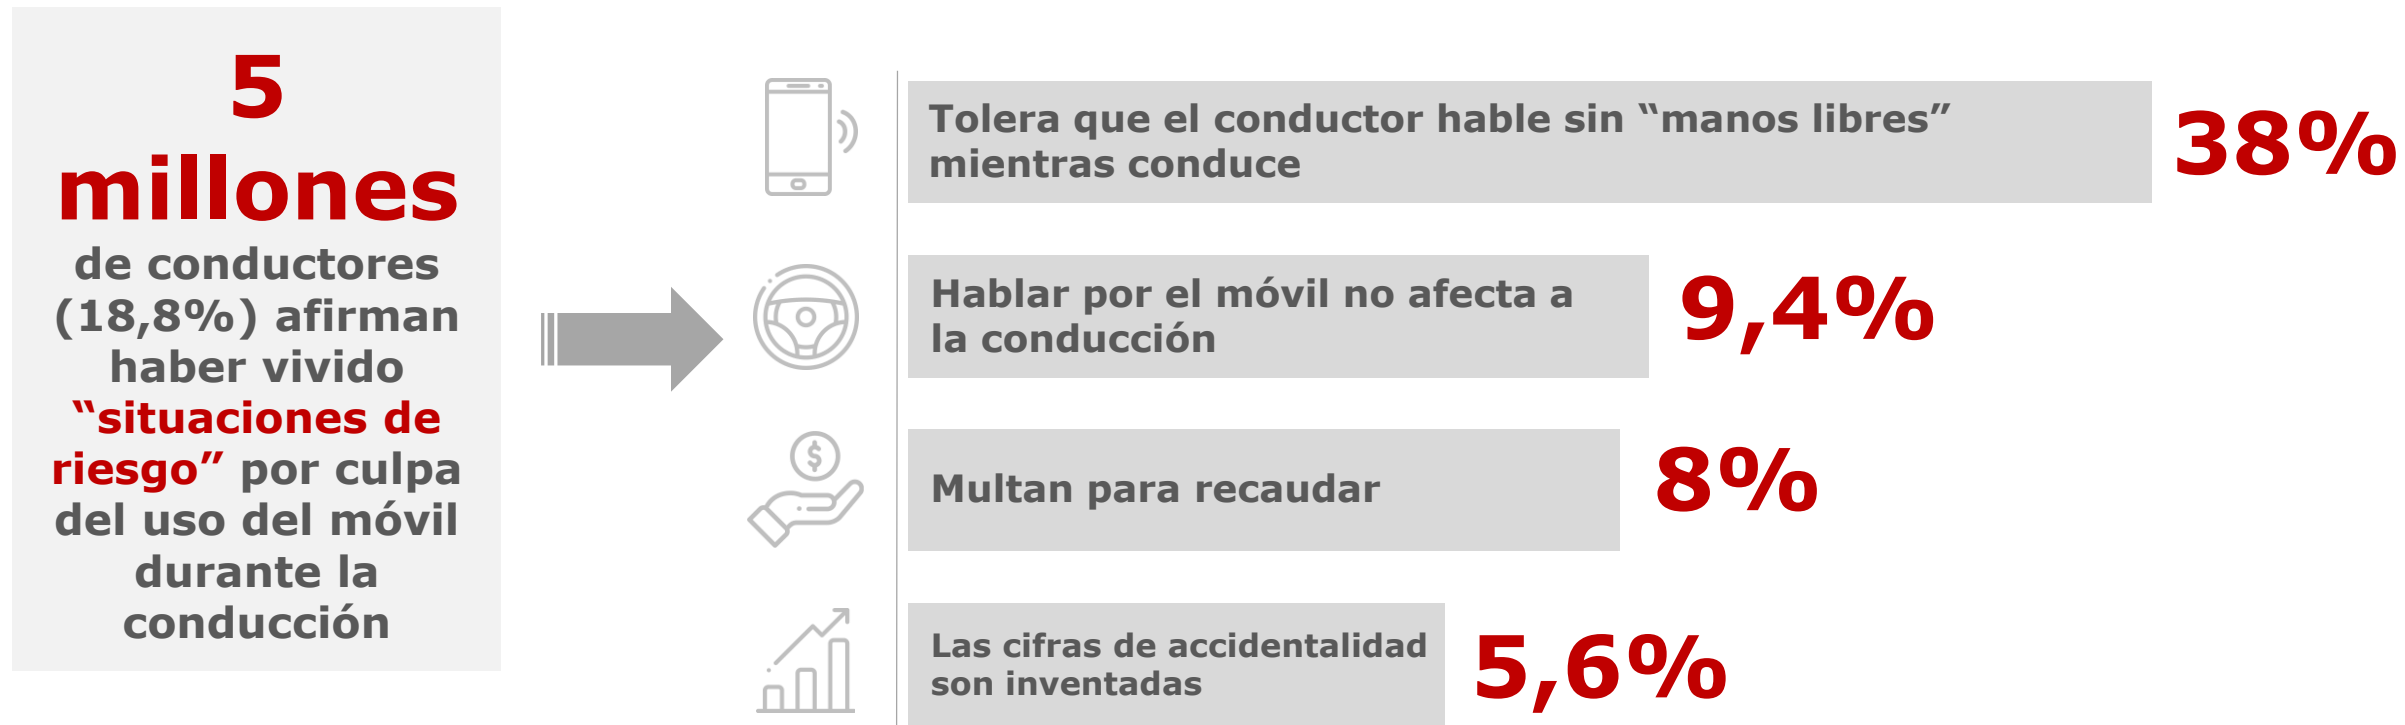 5
millones
de conductores
(18,8%) afirman
haber vivido
“situaciones de
riesgo” por culpa
del uso del móvil
durante la
conducción
Tolera que el conductor hable sin “manos libres”
mientras conduce
38%
Hablar por el móvil no afecta a
la conducción
9,4%
$
Multan para recaudar
8%
Las cifras de accidentalidad
son inventadas
5,6%